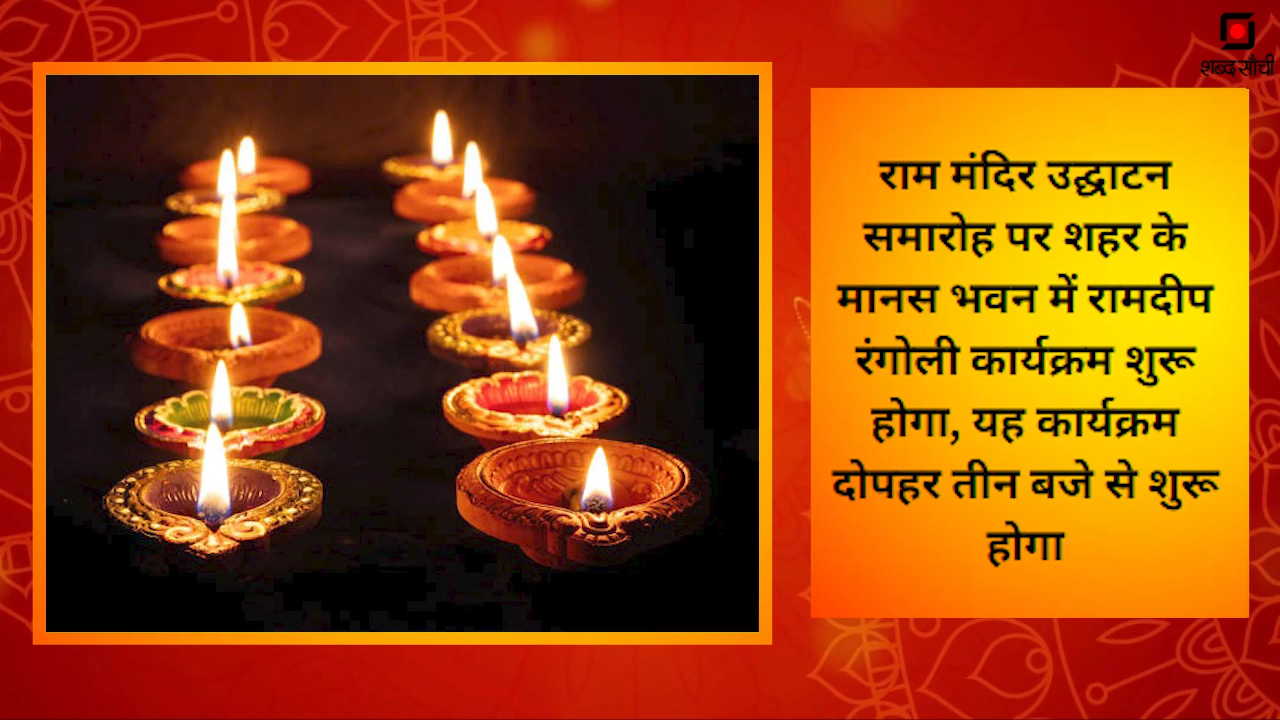 शब्द साँची
राम मंदिर उद्घाटन
समारोह पर शहर के
मानस भवन में रामदीप
रंगोली कार्यक्रम शुरू
होगा, यह कार्यक्रम
दोपहर तीन बजे से शुरू
होगा